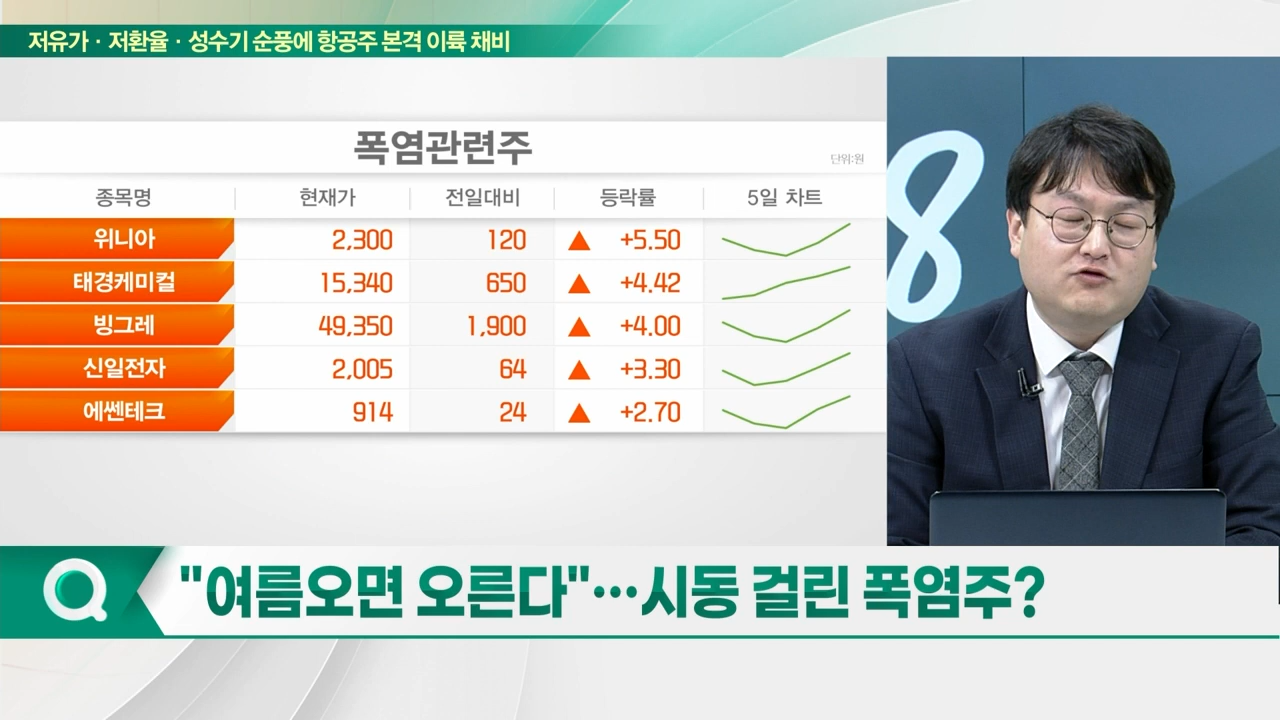 저유가 · 저환율 · 성수기 순풍에 항공주 본격 이륙 채비
폭염관련주
단위:원
종목명 현재가 전일대비 등락률 5일 차트
위니아 2,300 120 ▲ +5.50
태경케미컬 15,340 650 ▲ +4.42
빙그레 49,350 1,900 ▲ +4.00
신일전자 2,005 64 ▲ +3.30
에쎈테크 914 24 ▲ +2.70
8
"여름오면 오른다"…시동 걸린 폭염주?